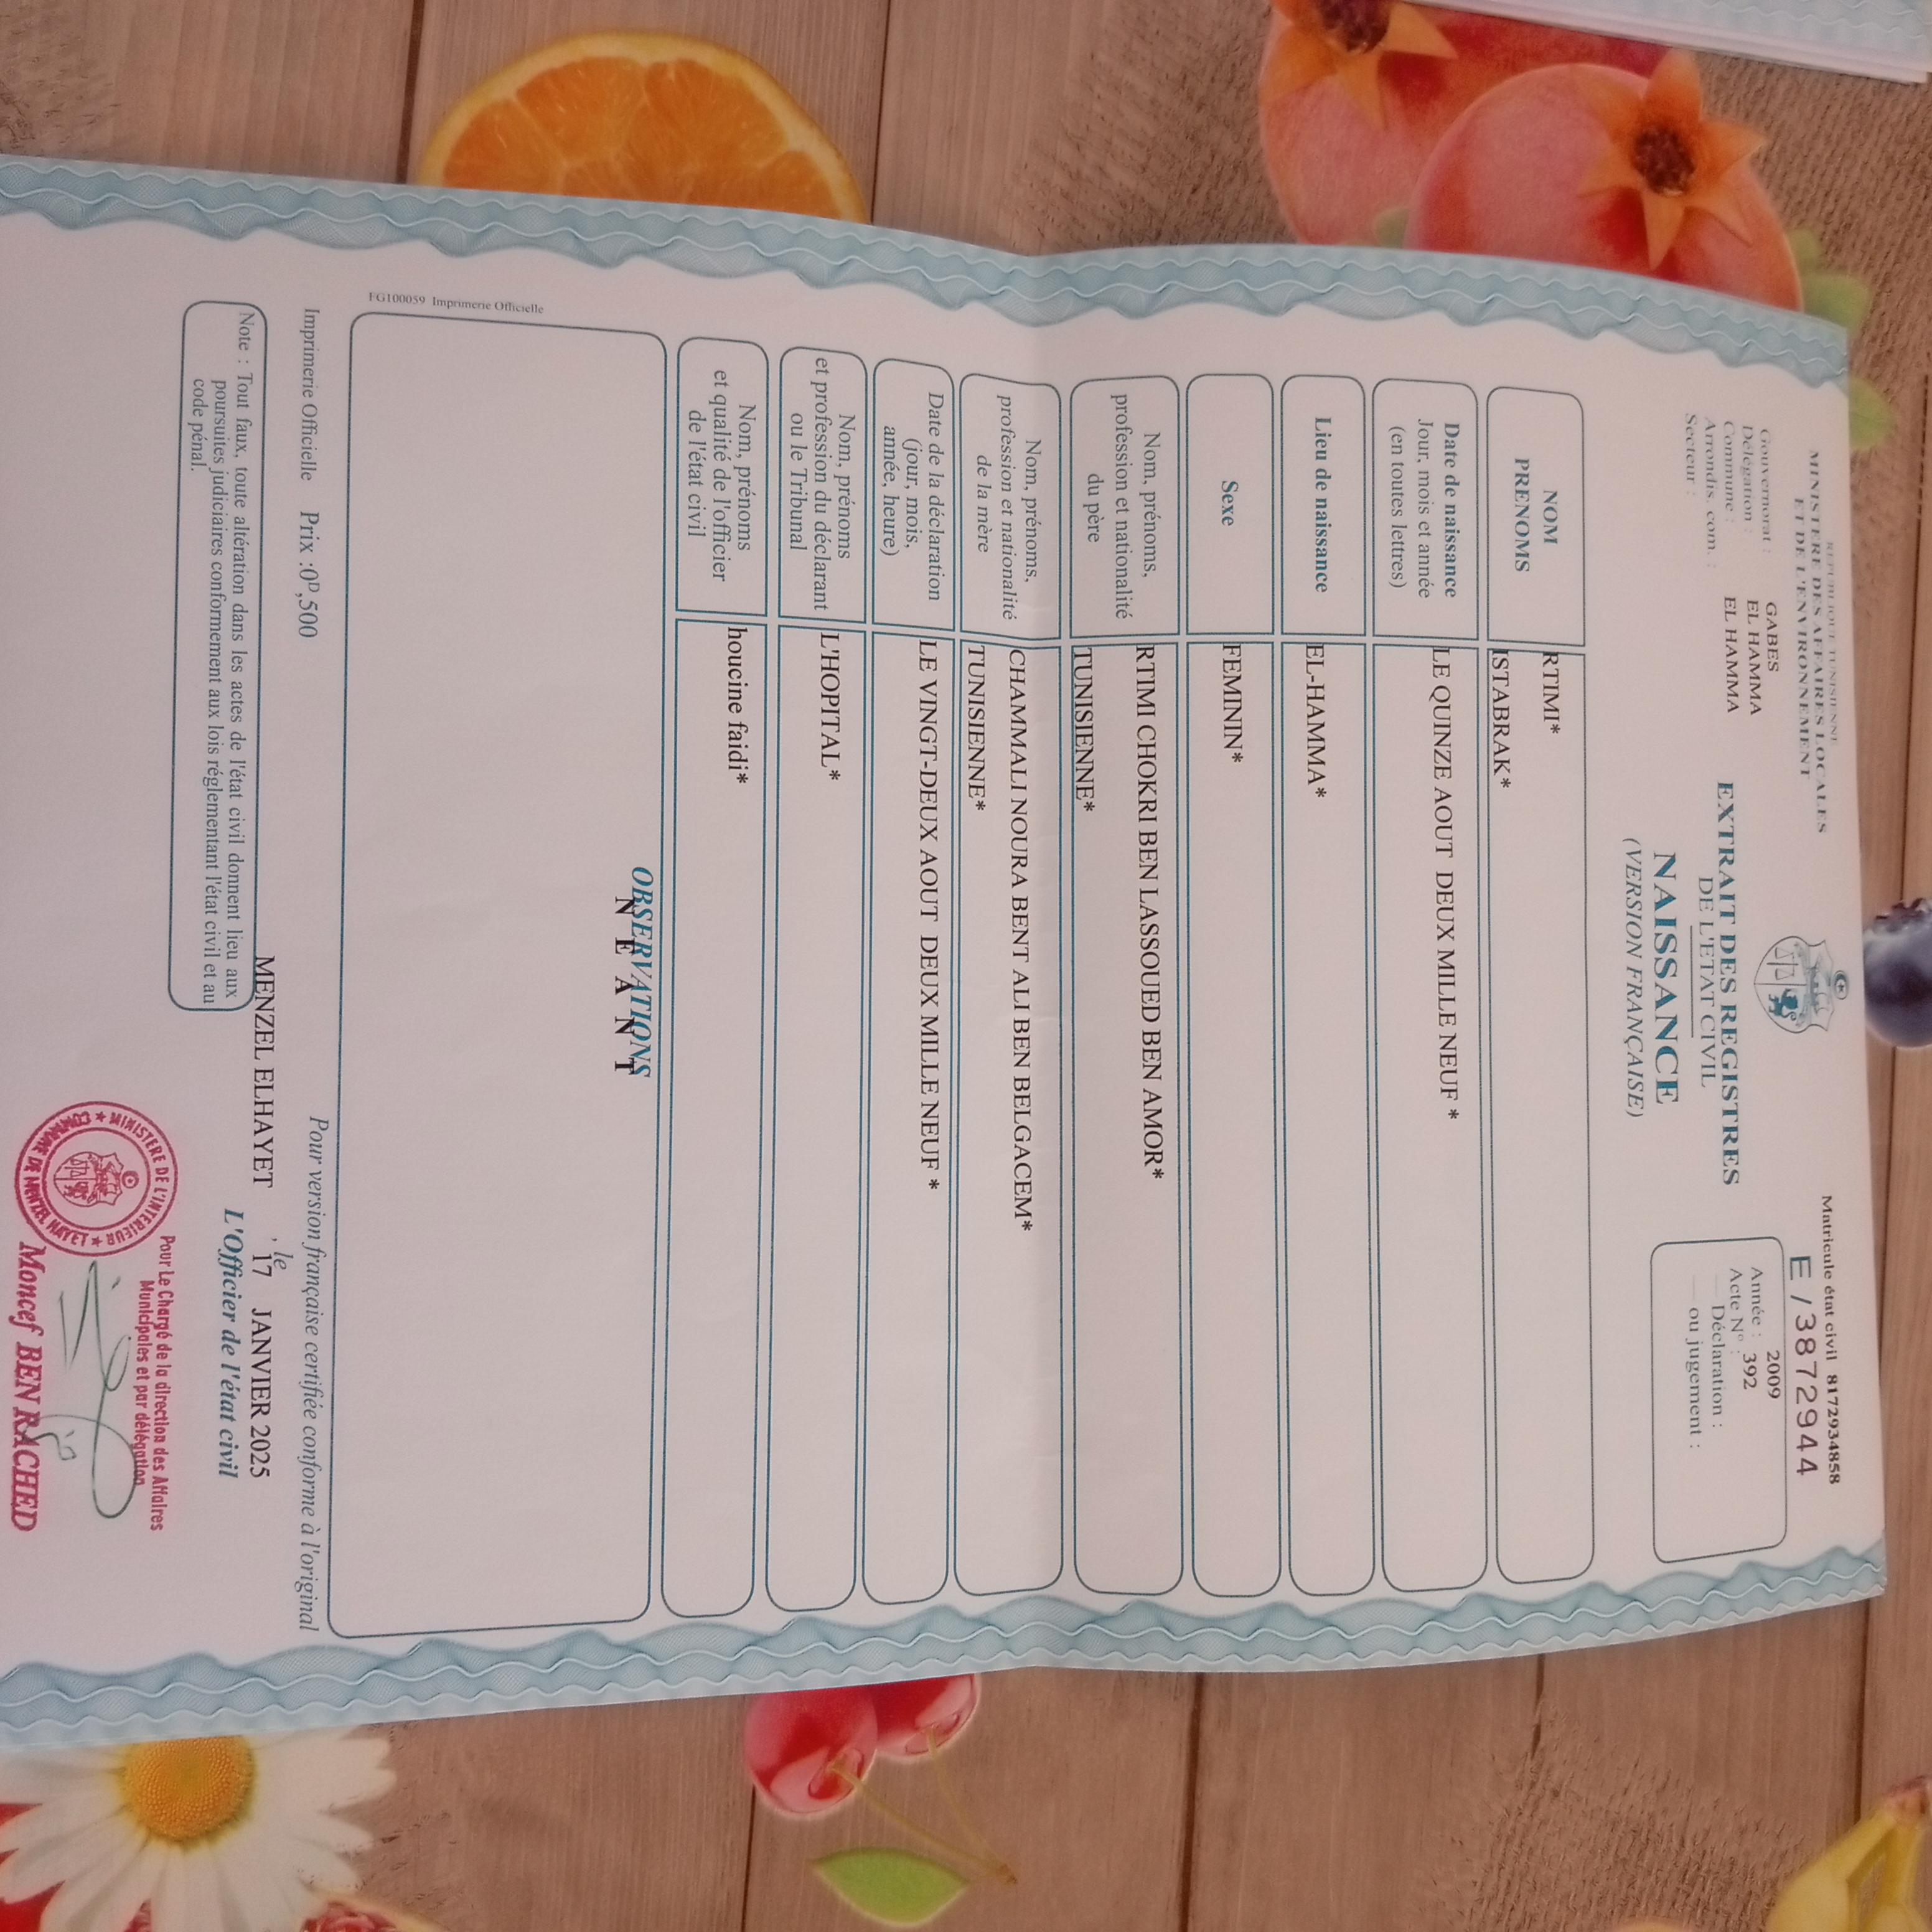 REPUBLIQUE TUNISIENNE
MINISTERE DES AFFAIRES LOCALES
ET DE L'ENVIRONNEMENT
Gouvernorat : GABES
Délégation : EL HAMMA
Commune : EL HAMMA
Arrondis. com. :
Secteur :
EXTRAIT DES REGISTRES
DE L'ETAT CIVIL
NAISSANCE
(VERSION FRANÇAISE)
Matricule état civil 8172934858
E / 3872944
Année : 2009
Acte N° : 392
Déclaration :
ou jugement :
NOM
PRENOMS
RTIMI*
ISTABRAK*
Date de naissance
Jour, mois et année
(en toutes lettres)
LE QUINZE AOUT DEUX MILLE NEUF *
Lieu de naissance
EL-HAMMA*
Sexe
FEMININ*
Nom, prénoms,
profession et nationalité
du père
RTIMI CHOKRI BEN LASSOUED BEN AMOR*
TUNISIENNE*
Nom, prénoms,
profession et nationalité
de la mère
CHAMMALI NOURA BENT ALI BEN BELGACEM*
TUNISIENNE*
Date de la déclaration
(jour, mois,
année, heure)
LE VINGT-DEUX AOUT DEUX MILLE NEUF *
Nom, prénoms
et profession du déclarant
ou le Tribunal
L'HOPITAL*
Nom, prénoms
et qualité de l'officier
de l'état civil
houcine faidi*
OBSERVATIONS
N E A N T
FG100059 Imprimerie Officielle
Imprimerie Officielle Prix :0ᴰ,500
Pour version française certifiée conforme à l'original
MENZEL ELHAYET , le 17 JANVIER 2025
L'Officier de l'état civil
Note : Tout faux, toute altération dans les actes de l'état civil donnent lieu aux
poursuites judiciaires conformement aux lois réglementant l'état civil et au
code pénal.
★ MINISTERE DE L'INTERIEUR ★
COMMUNE DE MENZEL HAYET
Pour Le Chargé de la direction des Affaires
Municipales et par délégation
Moncef BEN RACHED